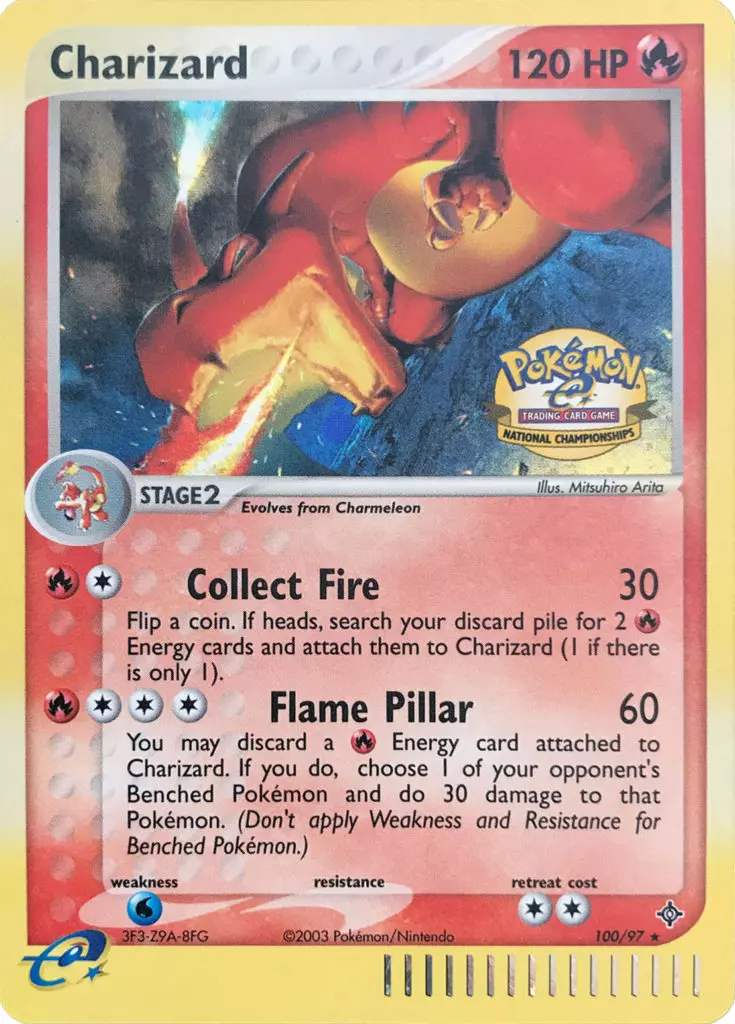 Charizard 120 HP
POKéMON
e
TRADING CARD GAME
NATIONAL CHAMPIONSHIPS
Illus. Mitsuhiro Arita
STAGE2
Evolves from Charmeleon
Collect Fire 30
Flip a coin. If heads, search your discard pile for 2
Energy cards and attach them to Charizard (1 if there
is only 1).
Flame Pillar 60
You may discard a Energy card attached to
Charizard. If you do, choose 1 of your opponent's
Benched Pokémon and do 30 damage to that
Pokémon. (Don't apply Weakness and Resistance for
Benched Pokémon.)
weakness resistance retreat cost
3F3-Z9A-8FG ©2003 Pokémon/Nintendo 100/97 ★
e